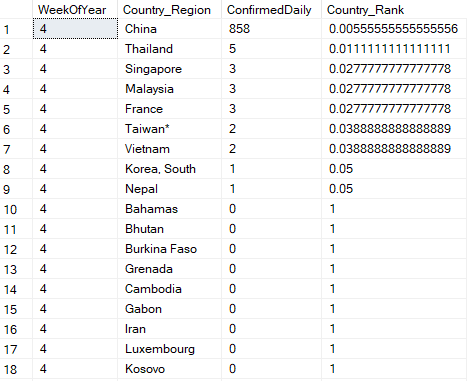 WeekOfYear Country_Region ConfirmedDaily Country_Rank
1 4 China 858 0.00555555555555556
2 4 Thailand 5 0.0111111111111111
3 4 Singapore 3 0.0277777777777778
4 4 Malaysia 3 0.0277777777777778
5 4 France 3 0.0277777777777778
6 4 Taiwan* 2 0.0388888888888889
7 4 Vietnam 2 0.0388888888888889
8 4 Korea, South 1 0.05
9 4 Nepal 1 0.05
10 4 Bahamas 0 1
11 4 Bhutan 0 1
12 4 Burkina Faso 0 1
13 4 Grenada 0 1
14 4 Cambodia 0 1
15 4 Gabon 0 1
16 4 Iran 0 1
17 4 Luxembourg 0 1
18 4 Kosovo 0 1